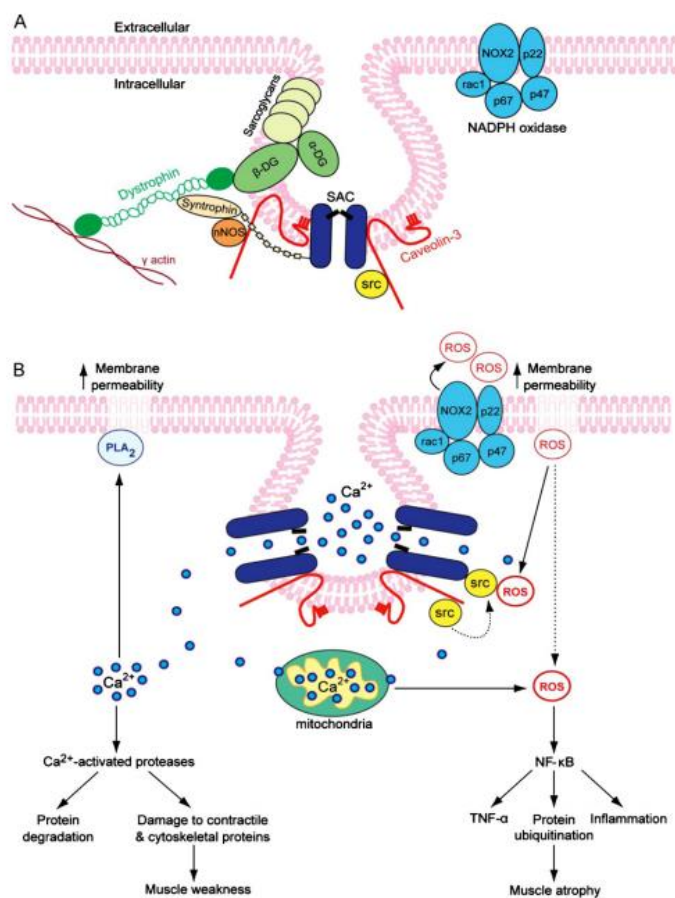 A
Extracellular
Intracellular
Sarcoglycans
β-DG
α-DG
Dystrophin
Syntrophin
nNOS
γ actin
SAC
Caveolin-3
src
NOX2
p22
rac1
p67
p47
NADPH oxidase
B
Membrane
permeability
PLA2
ROS
ROS
Membrane
permeability
NOX2
p22
rac1
p67
p47
ROS
Ca2+
src
ROS
src
Ca2+
Ca2+
mitochondria
ROS
Ca2+-activated proteases
Protein
degradation
Damage to contractile
& cytoskeletal proteins
Muscle weakness
NF-κB
TNF-α
Protein
ubiquitination
Inflammation
Muscle atrophy